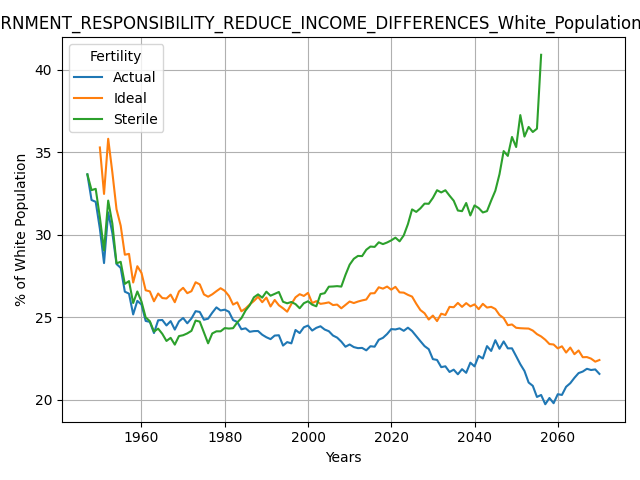 RNMENT_RESPONSIBILITY_REDUCE_INCOME_DIFFERENCES_White_Population
Fertility
Actual
Ideal
Sterile
40
35
30
25
20
% of White Population
1960
1980
2000
2020
2040
2060
Years